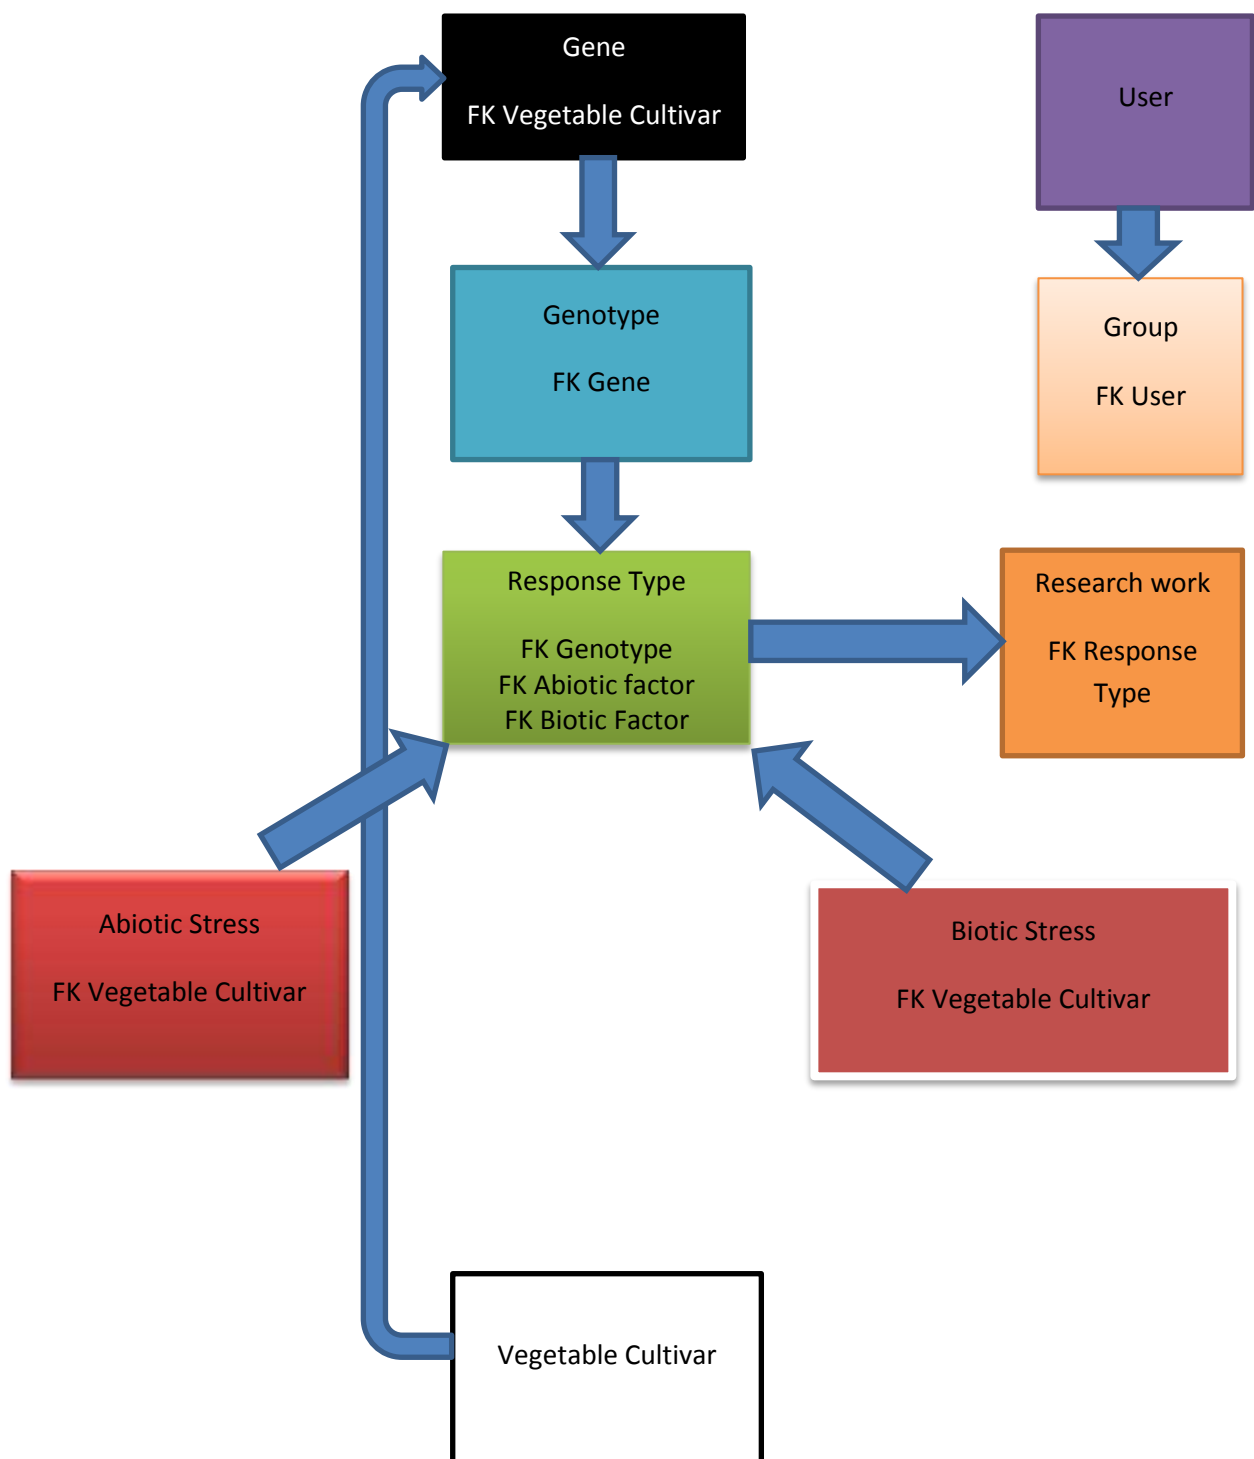 Gene
FK Vegetable Cultivar
User
Genotype
FK Gene
Group
FK User
Response Type
FK Genotype
FK Abiotic factor
FK Biotic Factor
Research work
FK Response
Type
Abiotic Stress
FK Vegetable Cultivar
Biotic Stress
FK Vegetable Cultivar
Vegetable Cultivar